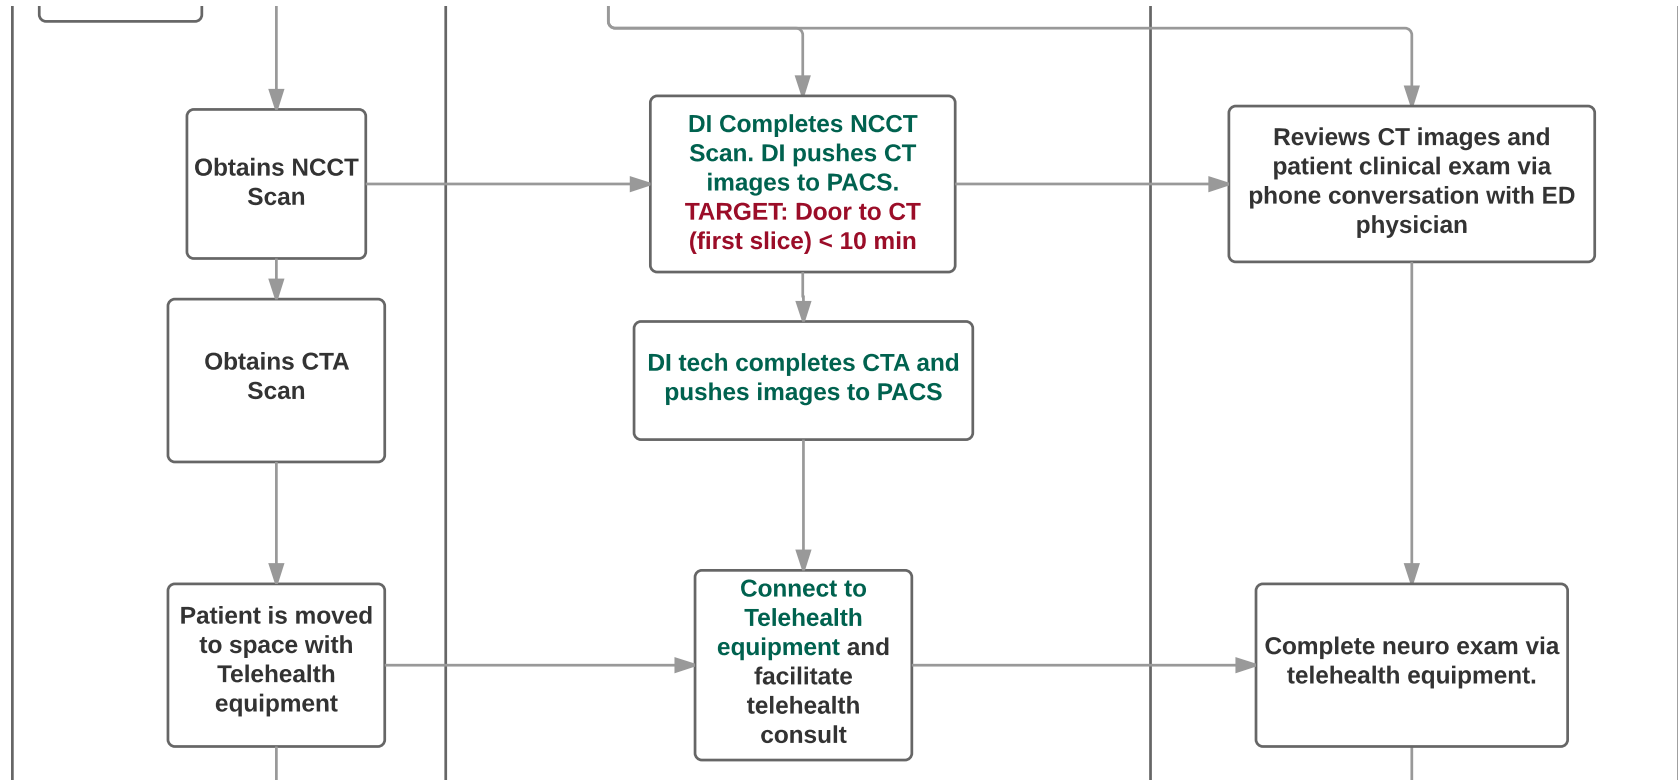 Obtains NCCT
Scan
DI Completes NCCT
Scan. DI pushes CT
images to PACS.
TARGET: Door to CT
(first slice) < 10 min
Reviews CT images and
patient clinical exam via
phone conversation with ED
physician
Obtains CTA
Scan
DI tech completes CTA and
pushes images to PACS
Patient is moved
to space with
Telehealth
equipment
Connect to
Telehealth
equipment and
facilitate
telehealth
consult
Complete neuro exam via
telehealth equipment.